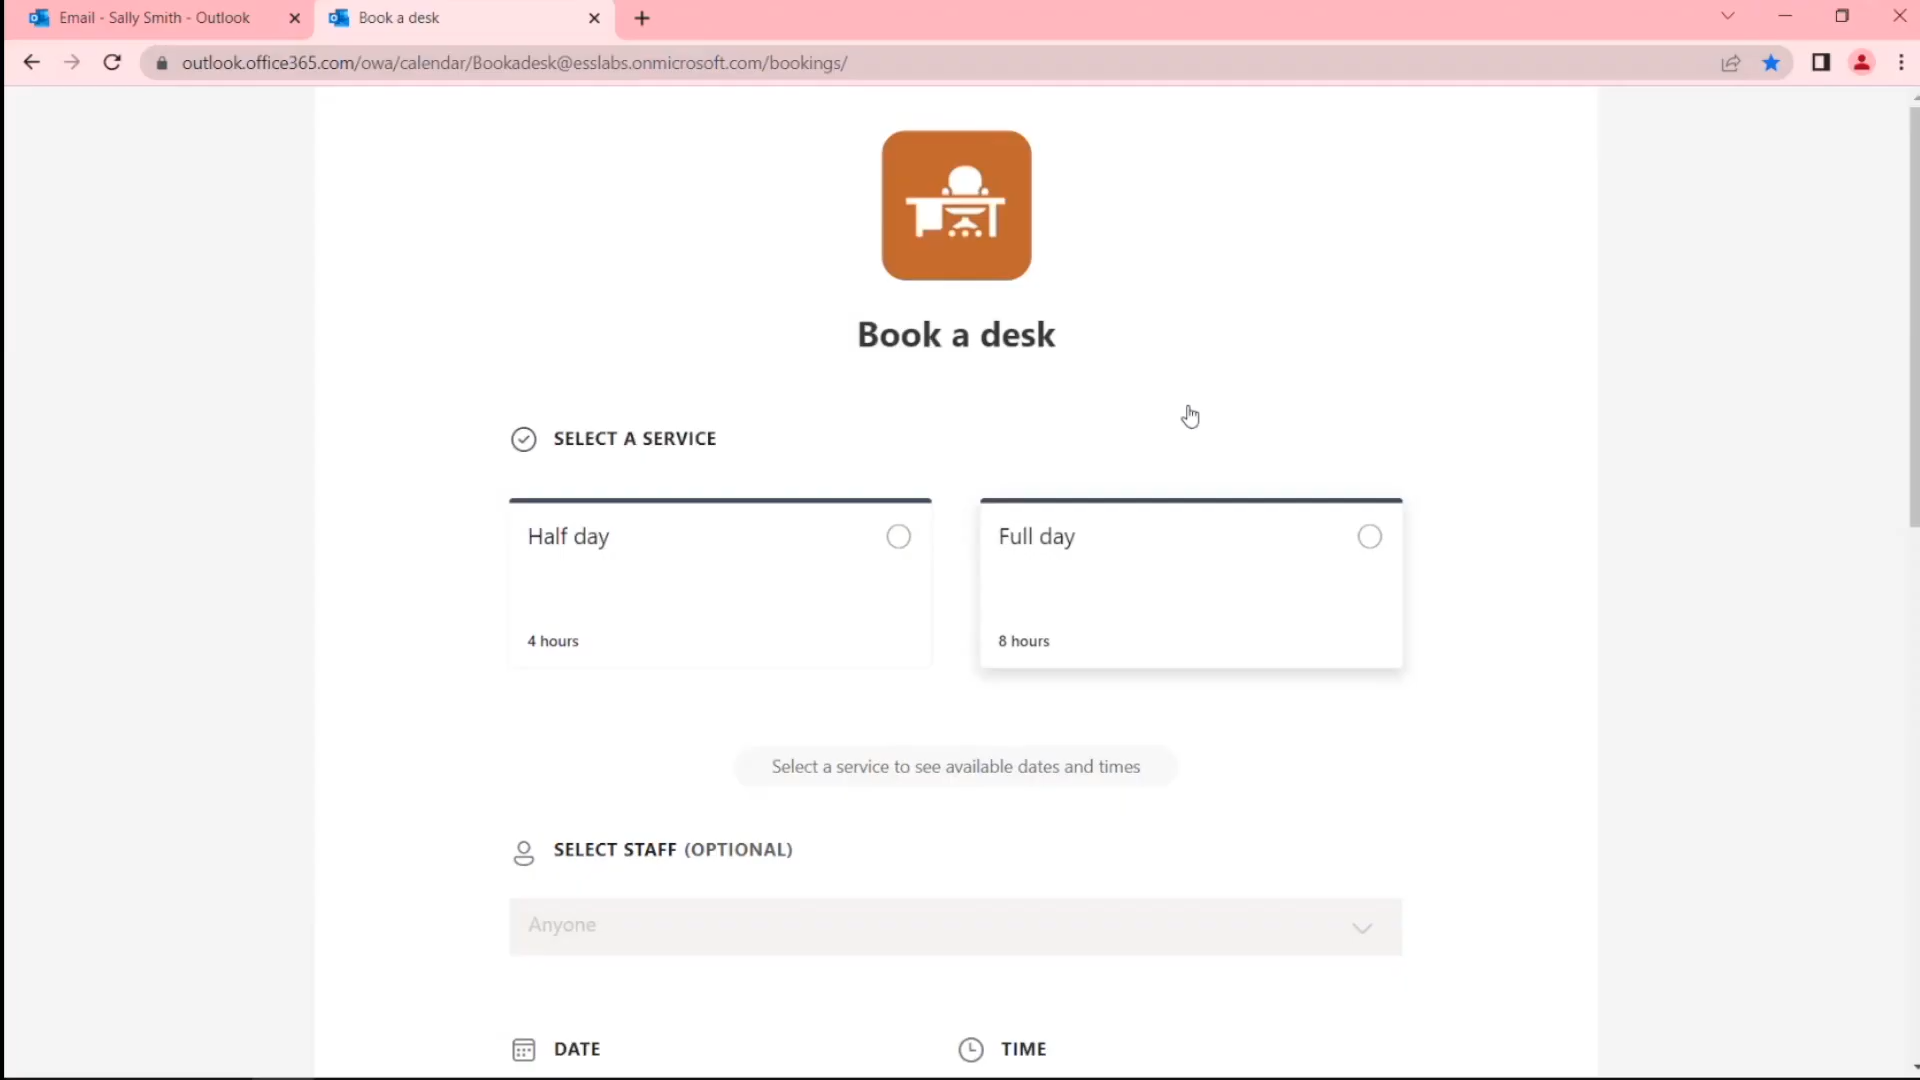 Email - Sally Smith - Outlook
Book a desk
outlook.office365.com/owa/calendar/Bookadesk@esslabs.onmicrosoft.com/bookings/
Book a desk
SELECT A SERVICE
Half day
Full day
4 hours
8 hours
Select a service to see available dates and times
SELECT STAFF (OPTIONAL)
Anyone
DATE
TIME